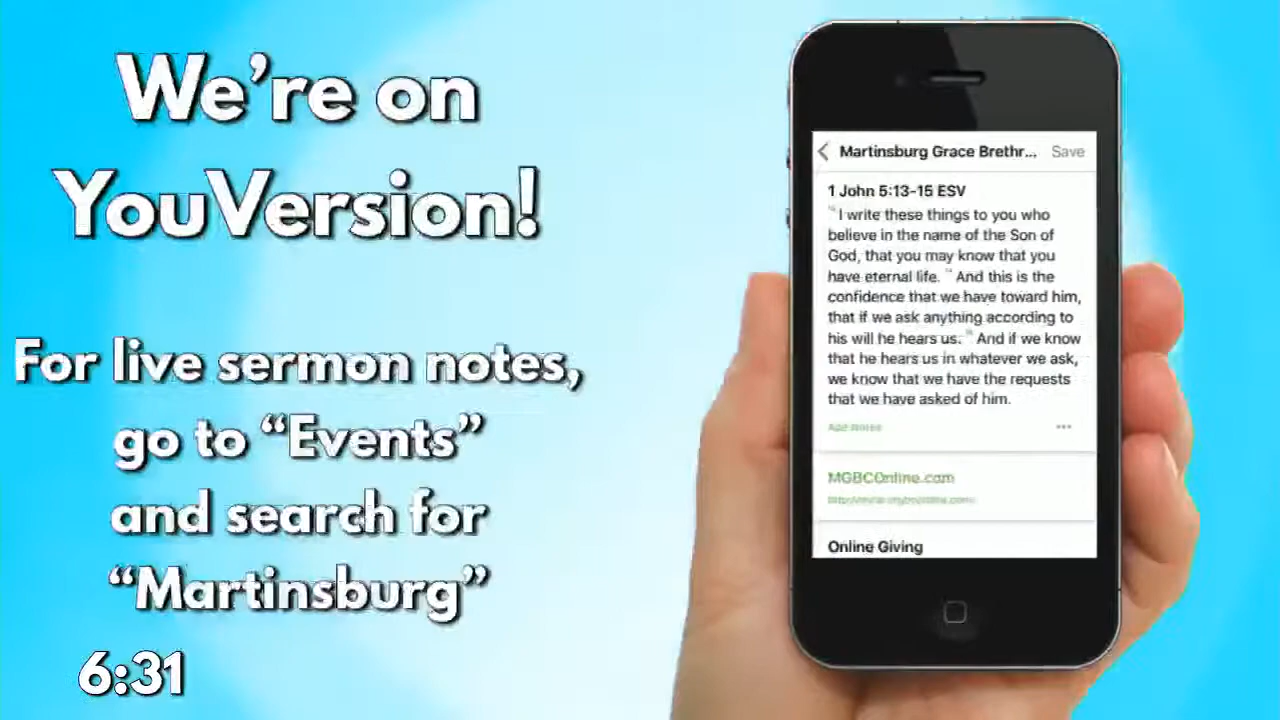 We're on
YouVersion!
For live sermon notes,
go to “Events”
and search for
“Martinsburg”
6:31
Martinsburg Grace Brethr... Save
1 John 5:13-15 ESV
I write these things to you who
believe in the name of the Son of
God, that you may know that you
have eternal life. And this is the
confidence that we have toward him,
that if we ask anything according to
his will he hears us. And if we know
that he hears us in whatever we ask,
we know that we have the requests
that we have asked of him.
Add Notes ...
MGBCOnline.com
Online Giving